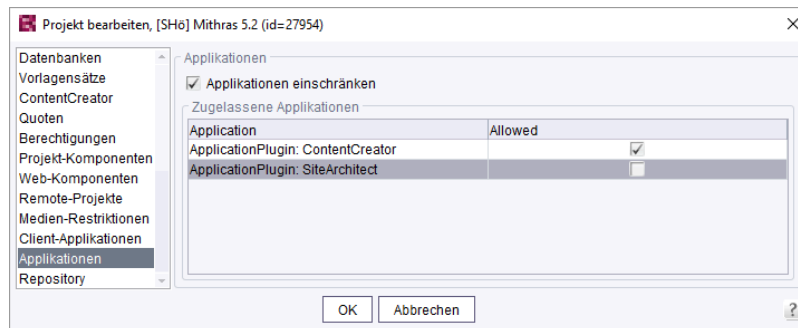 Projekt bearbeiten, [SHö] Mithras 5.2 (id=27954)
Datenbanken
Vorlagensätze
ContentCreator
Quoten
Berechtigungen
Projekt-Komponenten
Web-Komponenten
Remote-Projekte
Medien-Restriktionen
Client-Applikationen
Applikationen
Repository
Applikationen
Applikationen einschränken
Zugelassene Applikationen
Application Allowed
ApplicationPlugin: ContentCreator
ApplicationPlugin: SiteArchitect
OK Abbrechen
?